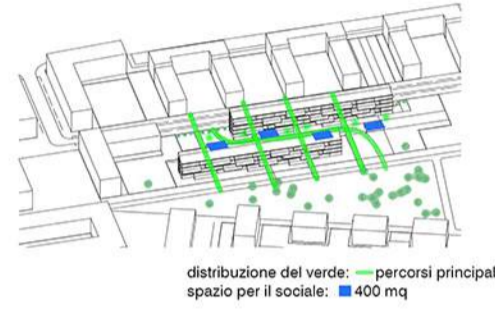 distribuzione del verde: percorsi principal
spazio per il sociale: 400 mq